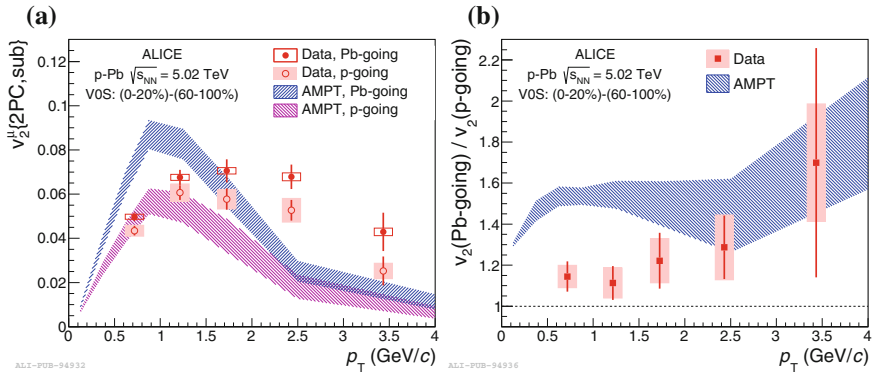 (a)
ALICE
p-Pb √sNN = 5.02 TeV
V0S: (0-20%)-(60-100%)
Data, Pb-going
Data, p-going
AMPT, Pb-going
AMPT, p-going
v2^μ{2PC,sub}
0.12
0.1
0.08
0.06
0.04
0.02
0
0 0.5 1 1.5 2 2.5 3 3.5 4
pT (GeV/c)
ALI-PUB-94932
(b)
ALICE
p-Pb √sNN = 5.02 TeV
V0S: (0-20%)-(60-100%)
Data
AMPT
v2(Pb-going) / v2(p-going)
2.2
2
1.8
1.6
1.4
1.2
1
0 0.5 1 1.5 2 2.5 3 3.5 4
pT (GeV/c)
ALI-PUB-94936